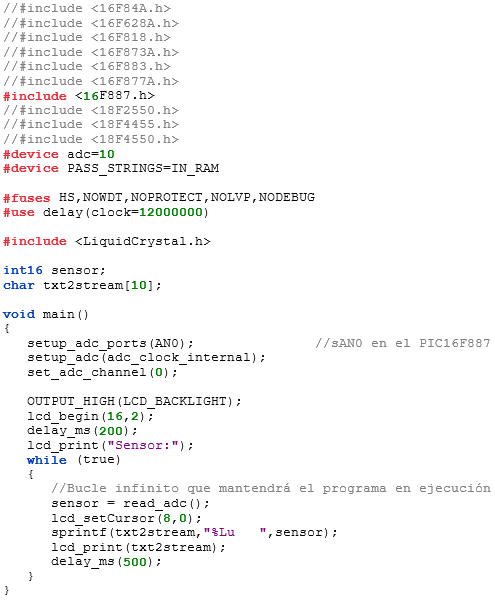 //#include <16F84A.h>
//#include <16F628A.h>
//#include <16F818.h>
//#include <16F873A.h>
//#include <16F883.h>
//#include <16F877A.h>
#include <16F887.h>
//#include <18F2550.h>
//#include <18F4455.h>
//#include <18F4550.h>
#device adc=10
#device PASS_STRINGS=IN_RAM

#fuses HS,NOWDT,NOPROTECT,NOLVP,NODEBUG
#use delay(clock=12000000)

#include <LiquidCrystal.h>

int16 sensor;
char txt2stream[10];

void main()
{
   setup_adc_ports(AN0);               //sAN0 en el PIC16F887
   setup_adc(adc_clock_internal);
   set_adc_channel(0);

   OUTPUT_HIGH(LCD_BACKLIGHT);
   lcd_begin(16,2);
   delay_ms(200);
   lcd_print("Sensor:");
   while (true)
   {
      //Bucle infinito que mantendrá el programa en ejecución
      sensor = read_adc();
      lcd_setCursor(8,0);
      sprintf(txt2stream,"%Lu   ",sensor);
      lcd_print(txt2stream);
      delay_ms(500);
   }
}